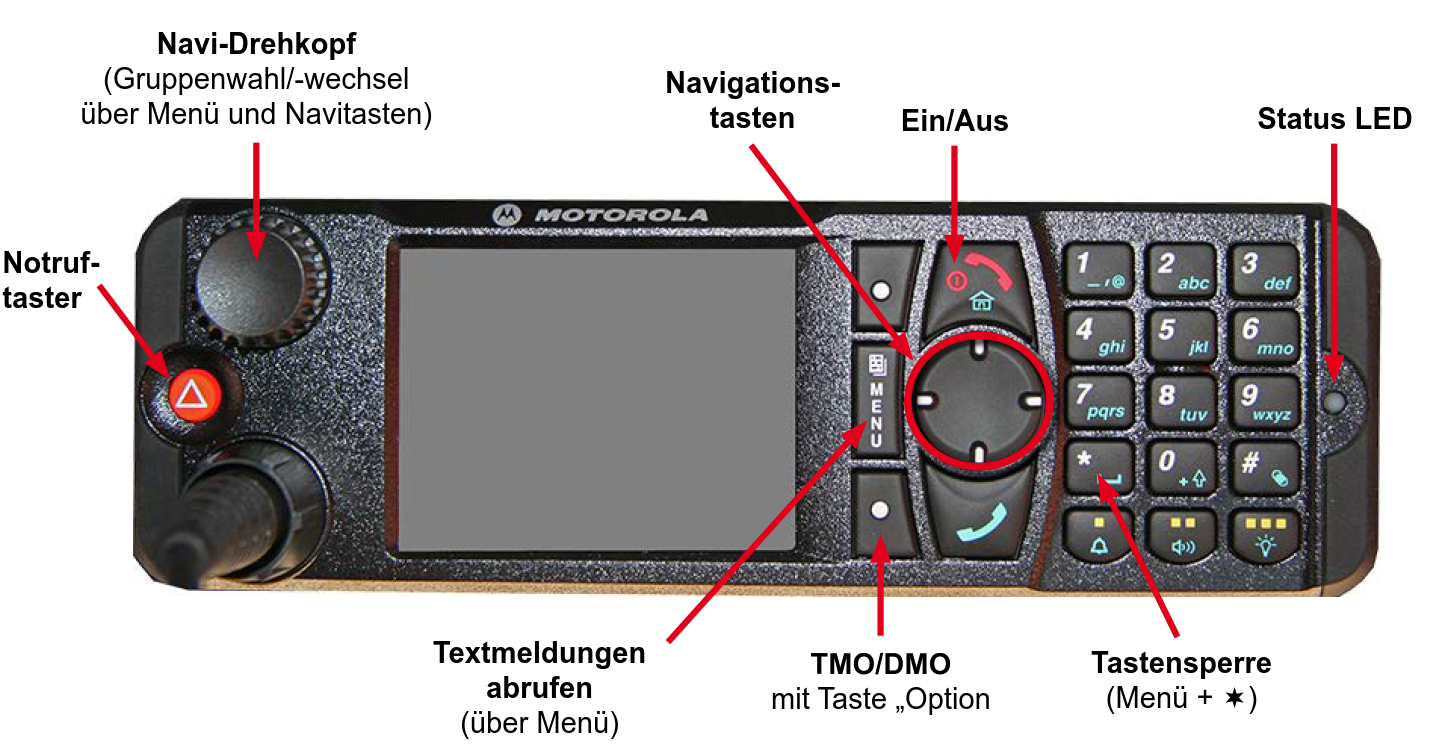 Navi-Drehkopf
(Gruppenwahl/-wechsel
über Menü und Navitasten)
Navigations-
tasten
Ein/Aus
Status LED
Notruf-
taster
MOTOROLA
MENU
1 _ , @
2 abc
3 def
4 ghi
5 jkl
6 mno
7 pqrs
8 tuv
9 wxyz
*
0 +
#
Textmeldungen
abrufen
(über Menü)
TMO/DMO
mit Taste „Option
Tastensperre
(Menü + ✶)